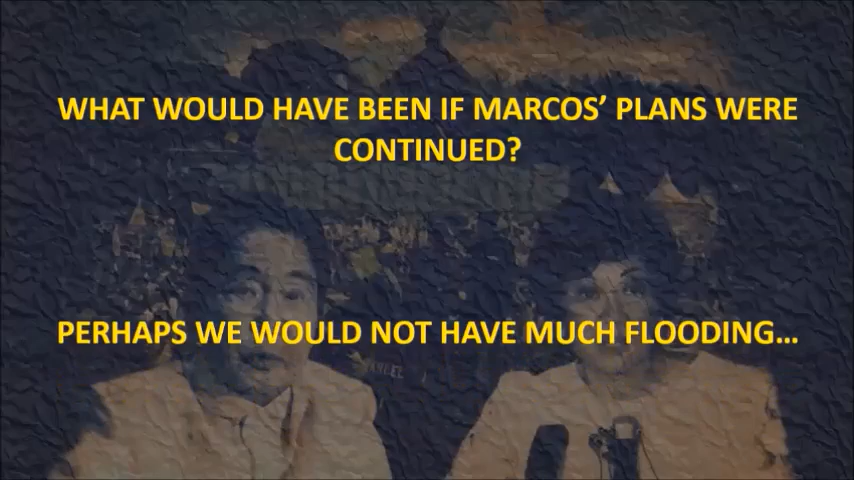 WHAT WOULD HAVE BEEN IF MARCOS’ PLANS WERE
CONTINUED?
PERHAPS WE WOULD NOT HAVE MUCH FLOODING...